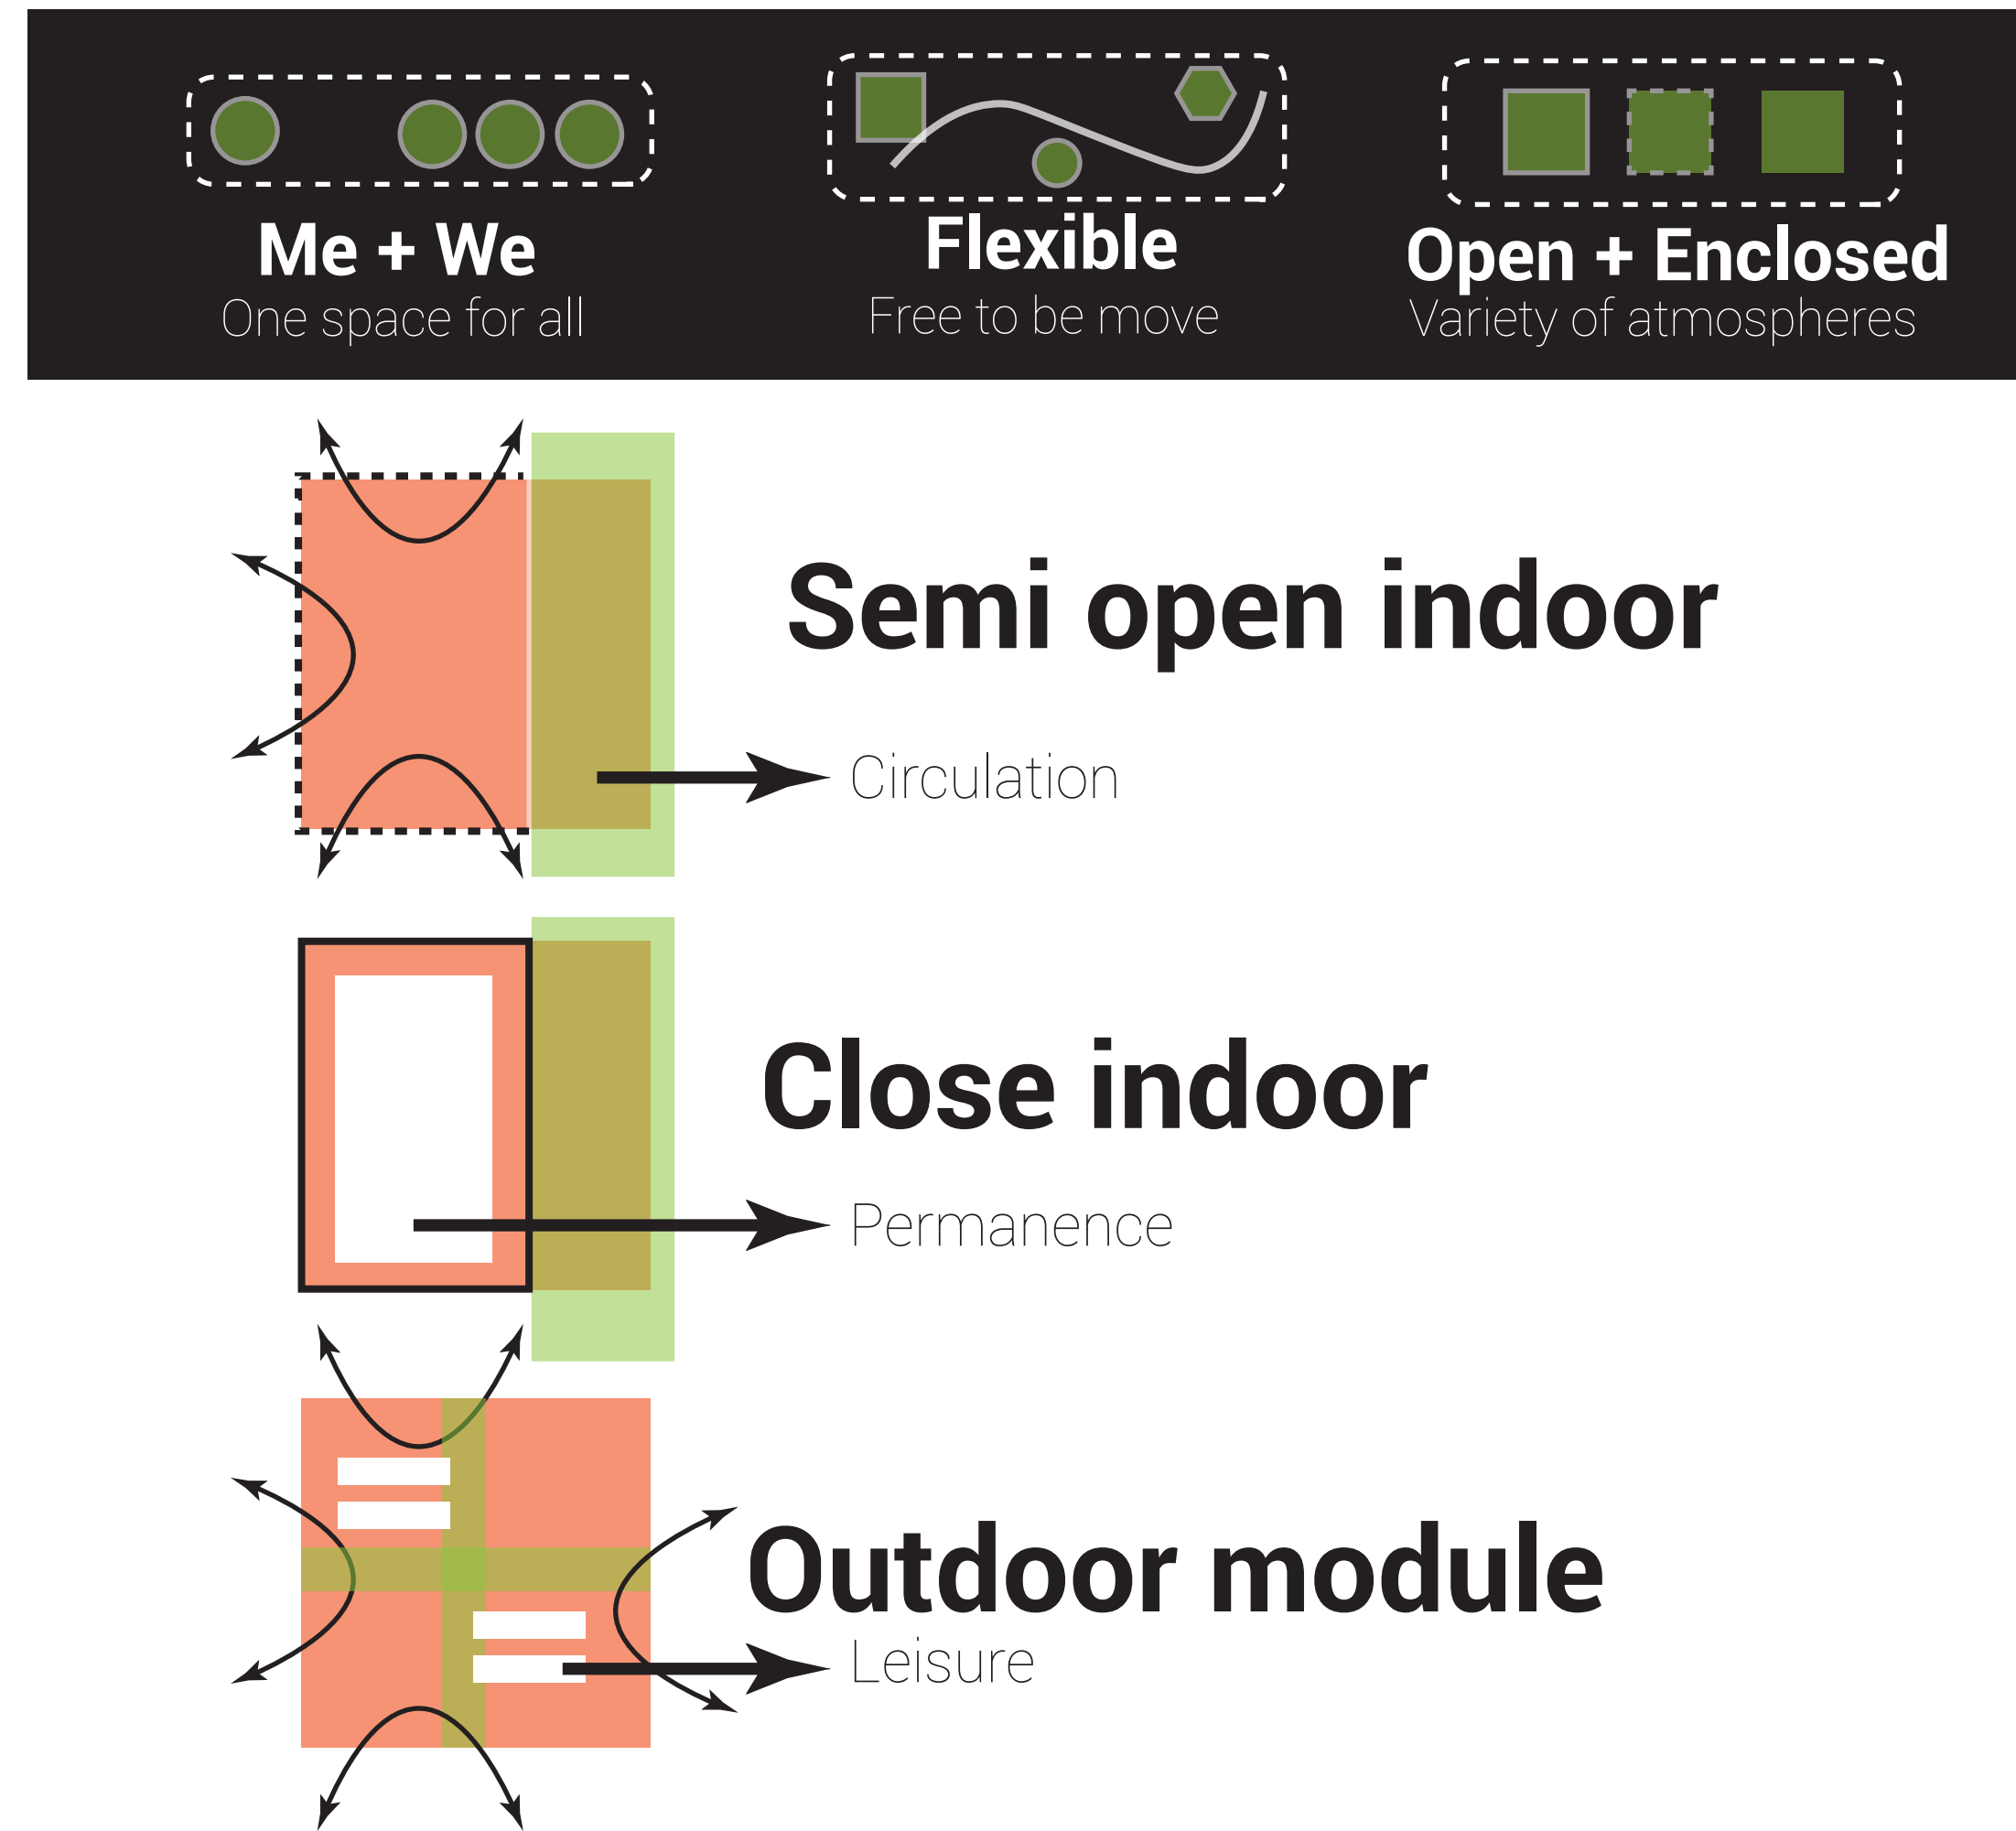 Me + We
One space for all
Flexible
Free to be move
Open + Enclosed
Variety of atmospheres
Semi open indoor
Circulation
Close indoor
Permanence
Outdoor module
Leisure